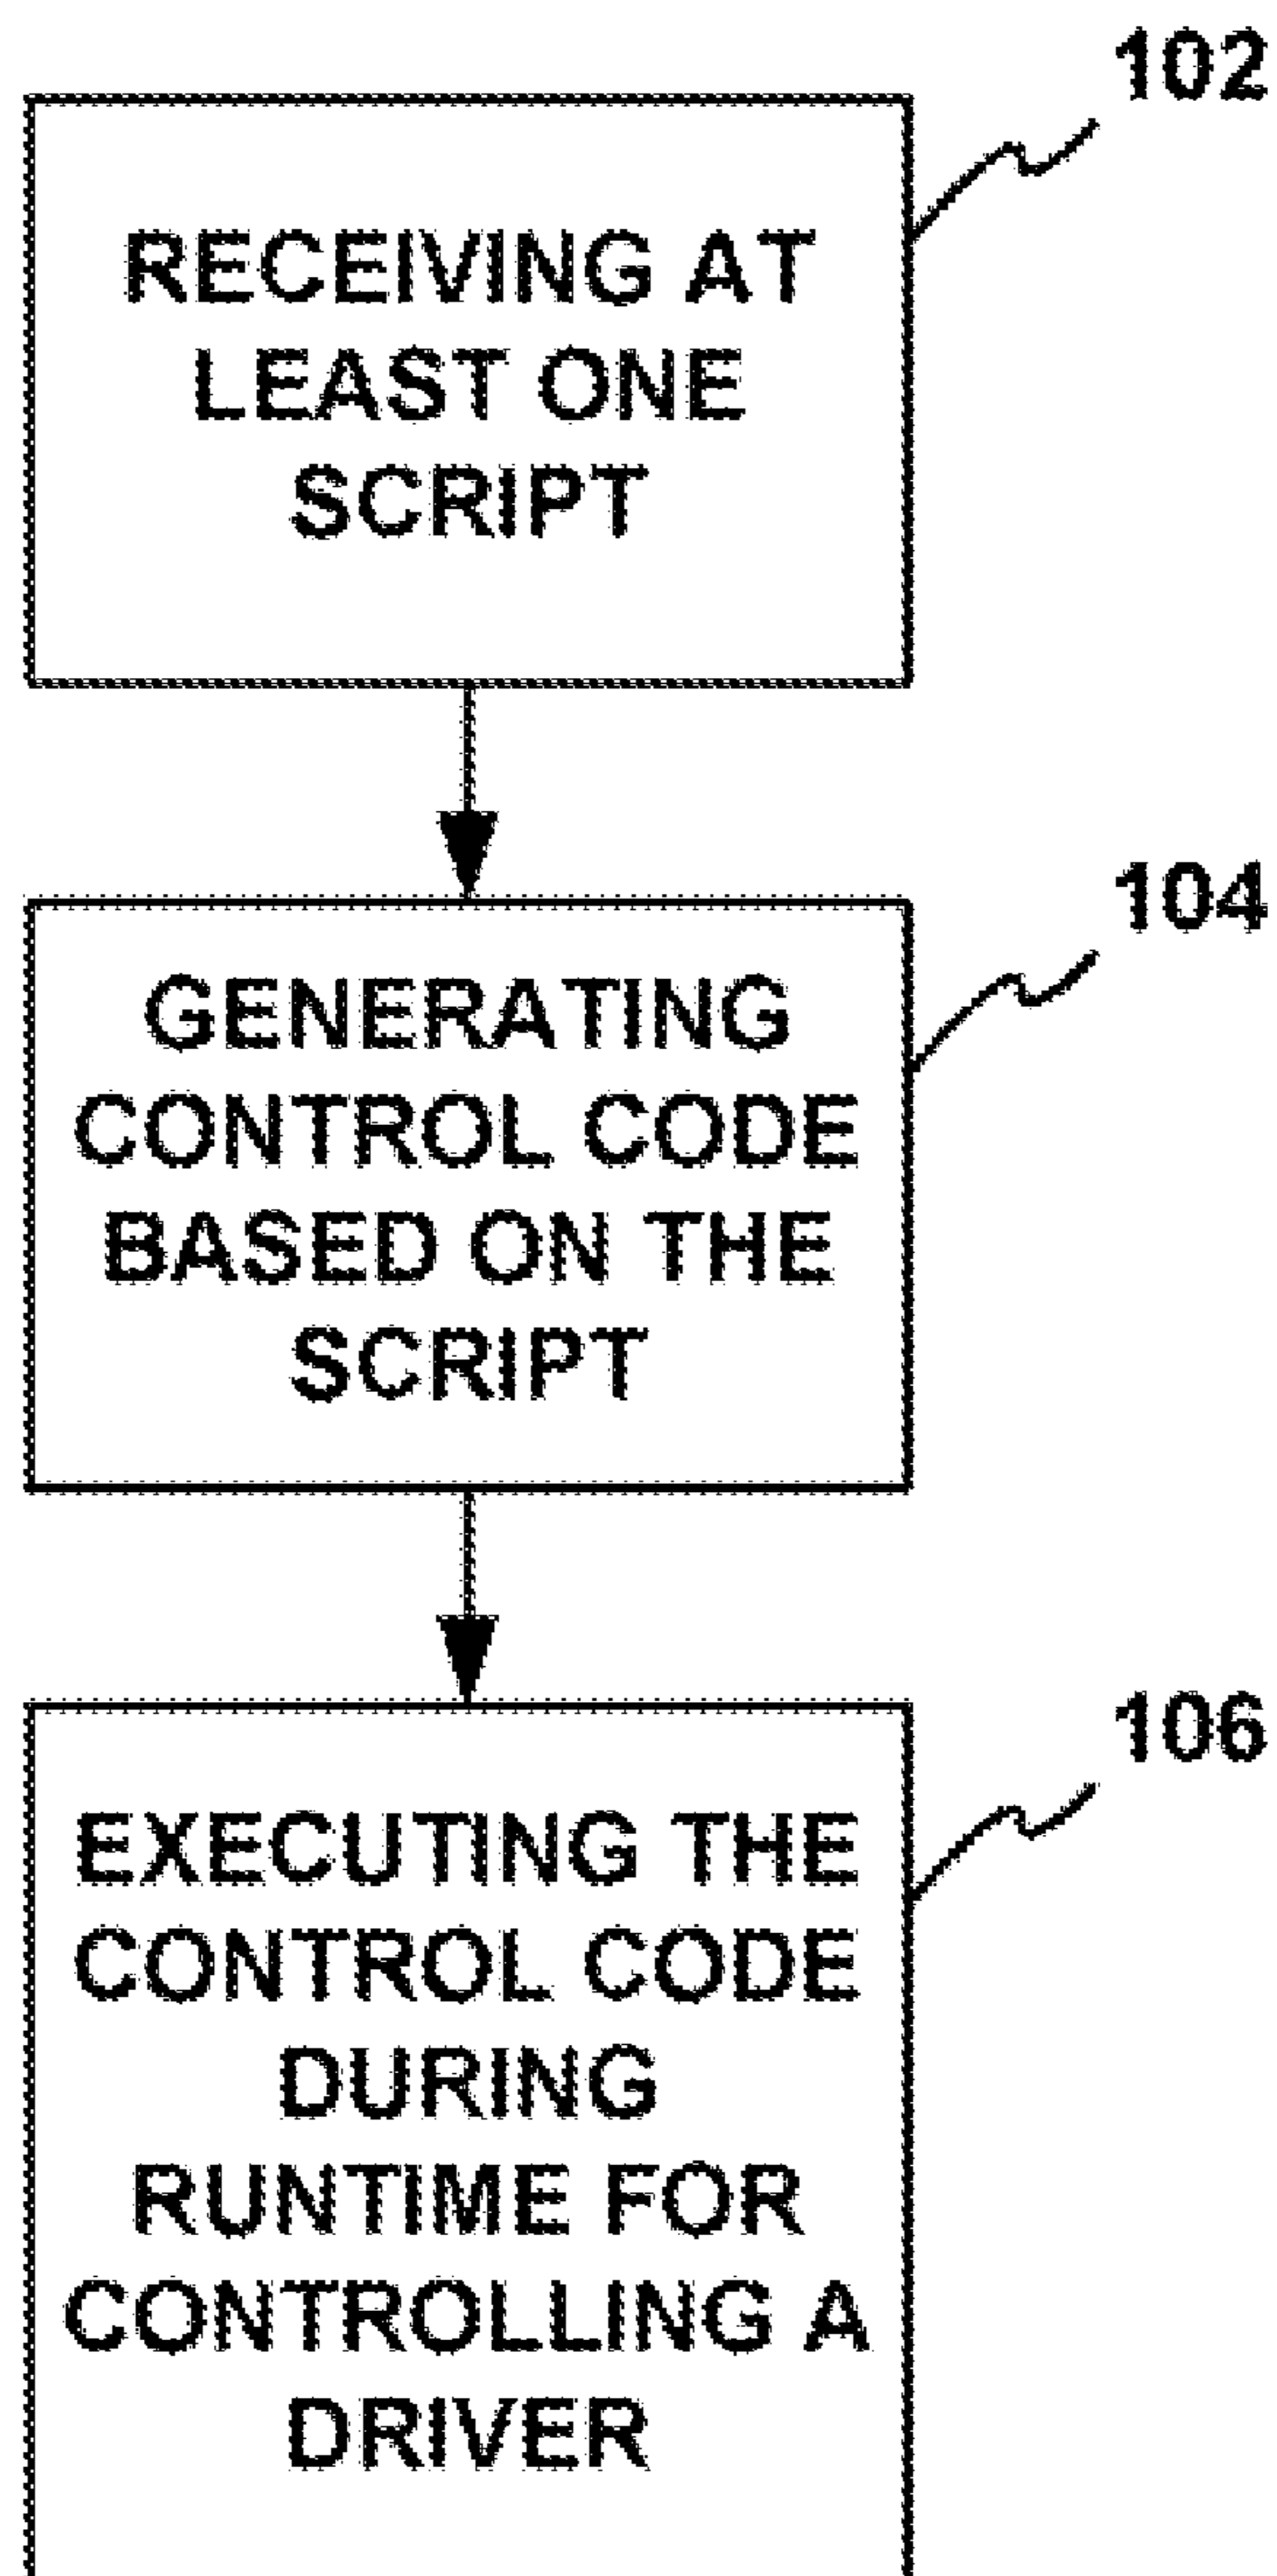 102
RECEIVING AT
LEAST ONE
SCRIPT
104
GENERATING
CONTROL CODE
BASED ON THE
SCRIPT
106
EXECUTING THE
CONTROL CODE
DURING
RUNTIME FOR
CONTROLLING A
DRIVER